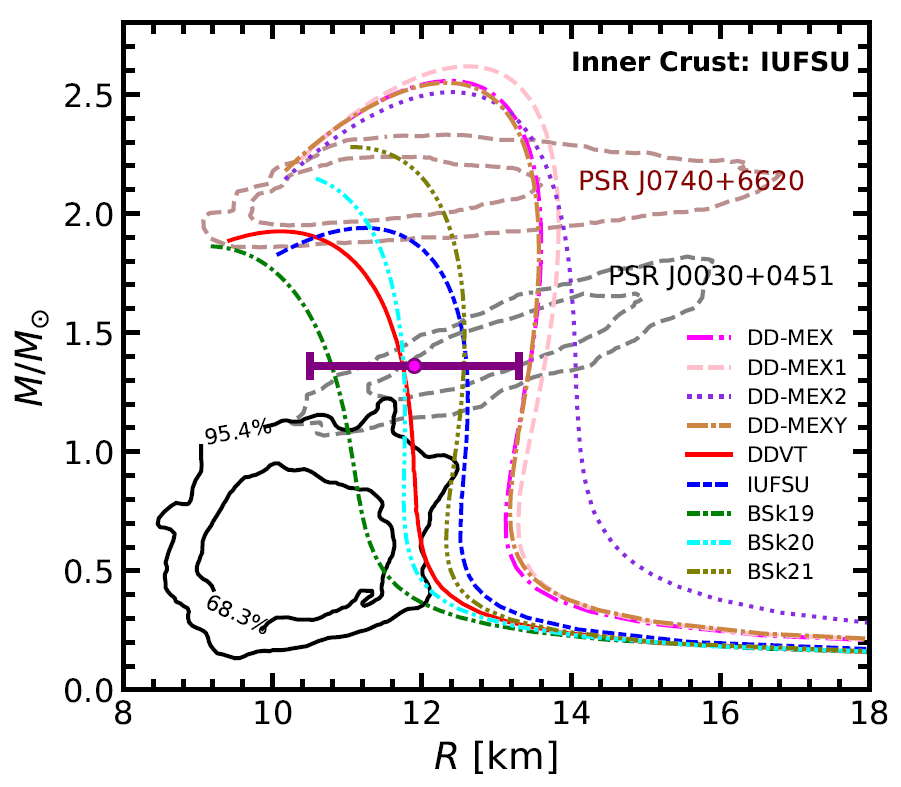 Inner Crust: IUFSU
PSR J0740+6620
PSR J0030+0451
DD-MEX
DD-MEX1
DD-MEX2
DD-MEXY
DDVT
IUFSU
BSk19
BSk20
BSk21
95.4%
68.3%
2.5
2.0
1.5
1.0
0.5
0.0
M/M⊙
8 10 12 14 16 18
R [km]